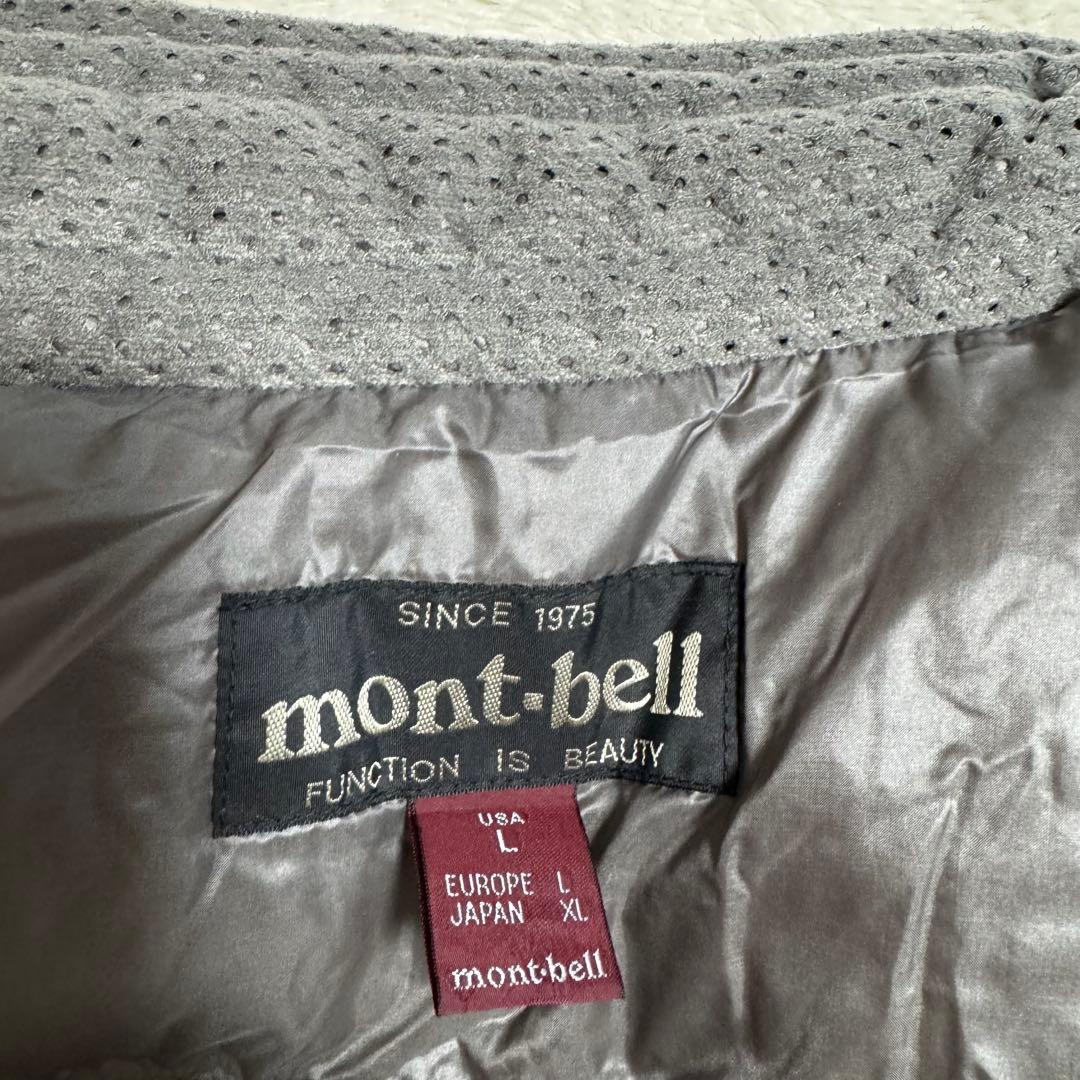 SINCE 1975
mont-bell
FUNCTION IS BEAUTY
USA
L
EUROPE L
JAPAN XL
mont-bell